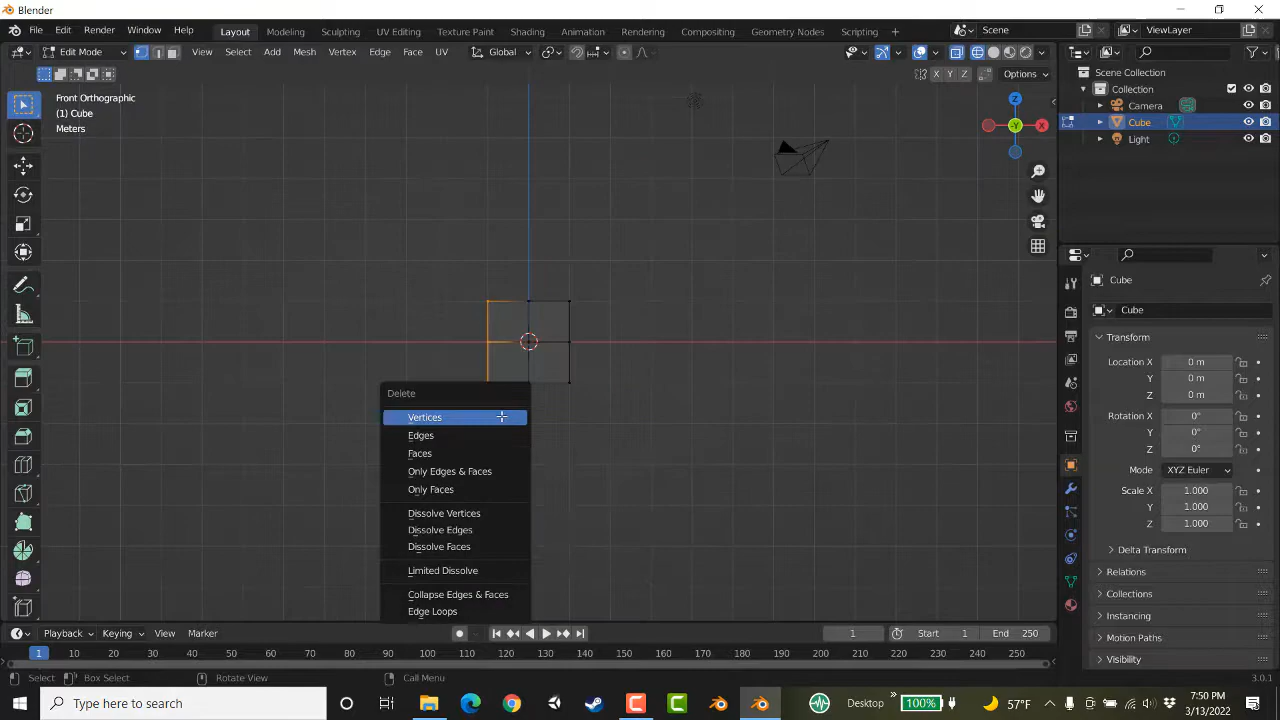 Blender
File Edit Render Window Help Layout Modeling Sculpting UV Editing Texture Paint Shading Animation Rendering Compositing Geometry Nodes Scripting + Scene ViewLayer
Edit Mode View Select Add Mesh Vertex Edge Face UV Global
X Y Z Options
Scene Collection
Collection
Camera
Cube
Light
Front Orthographic
(1) Cube
Meters
Z
-Y X
Delete
Vertices
Edges
Faces
Only Edges & Faces
Only Faces
Dissolve Vertices
Dissolve Edges
Dissolve Faces
Limited Dissolve
Collapse Edges & Faces
Edge Loops
Cube
Cube
Transform
Location X 0 m
Y 0 m
Z 0 m
Rotation X 0°
Y 0°
Z 0°
Mode XYZ Euler
Scale X 1.000
Y 1.000
Z 1.000
Delta Transform
Relations
Collections
Instancing
Motion Paths
Visibility
Playback Keying View Marker 1 Start 1 End 250
1 10 20 30 40 50 60 70 80 90 100 110 120 130 140 150 160 170 180 190 200 210 220 230 240 250
Select Box Select Rotate View Call Menu 3.0.1
Type here to search Desktop » 100% 57°F 7:50 PM
3/13/2022